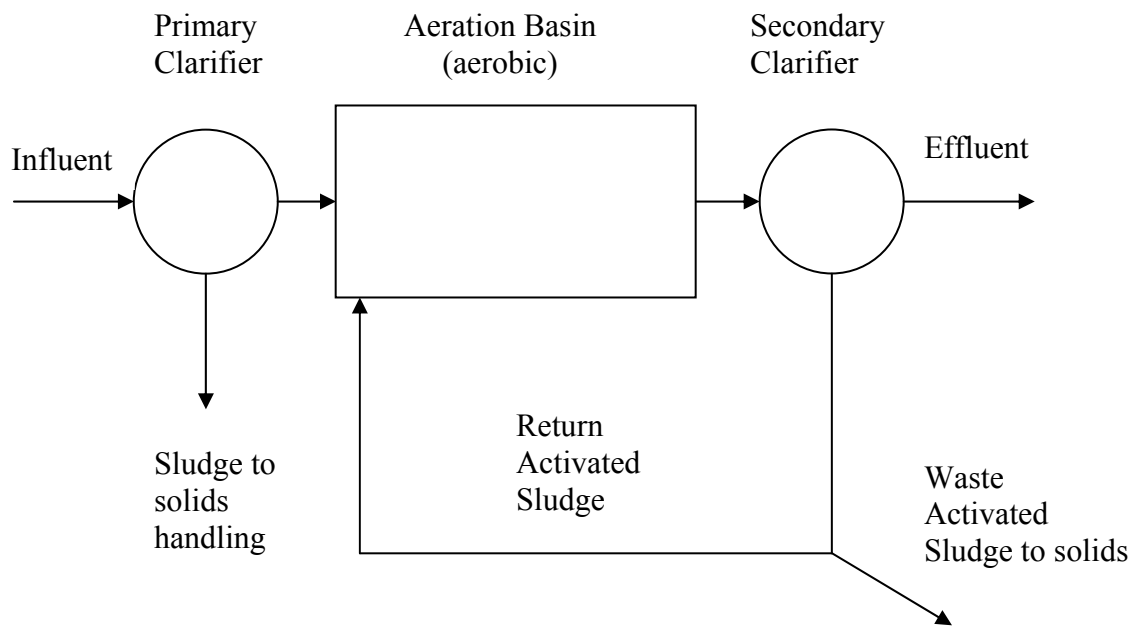 Primary
Clarifier
Aeration Basin
(aerobic)
Secondary
Clarifier
Influent
Effluent
Sludge to
solids
handling
Return
Activated
Sludge
Waste
Activated
Sludge to solids